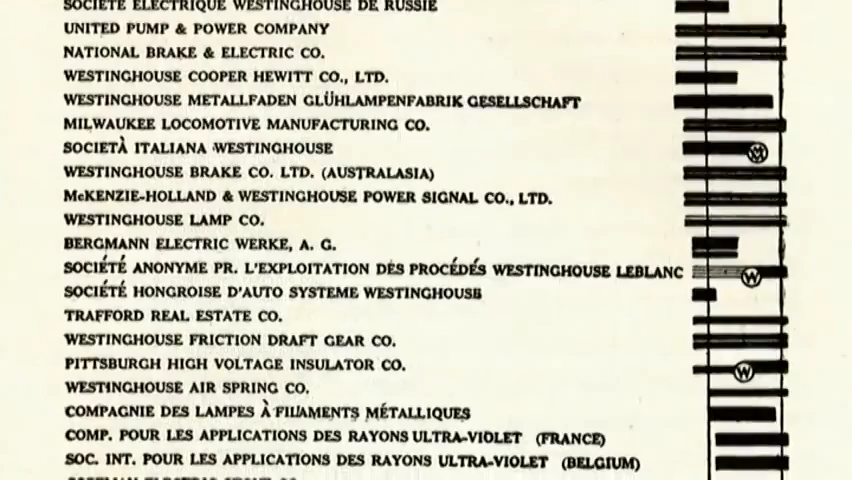 SOCIÉTÉ ÉLECTRIQUE WESTINGHOUSE DE RUSSIE
UNITED PUMP & POWER COMPANY
NATIONAL BRAKE & ELECTRIC CO.
WESTINGHOUSE COOPER HEWITT CO., LTD.
WESTINGHOUSE METALLFADEN GLÜHLAMPENFABRIK GESELLSCHAFT
MILWAUKEE LOCOMOTIVE MANUFACTURING CO.
SOCIETÀ ITALIANA WESTINGHOUSE
WESTINGHOUSE BRAKE CO. LTD. (AUSTRALASIA)
McKENZIE-HOLLAND & WESTINGHOUSE POWER SIGNAL CO., LTD.
WESTINGHOUSE LAMP CO.
BERGMANN ELECTRIC WERKE, A. G.
SOCIÉTÉ ANONYME PR. L'EXPLOITATION DES PROCÉDÉS WESTINGHOUSE LEBLANC W
SOCIÉTÉ HONGROISE D'AUTO SYSTEME WESTINGHOUSE
TRAFFORD REAL ESTATE CO.
WESTINGHOUSE FRICTION DRAFT GEAR CO.
PITTSBURGH HIGH VOLTAGE INSULATOR CO. W
WESTINGHOUSE AIR SPRING CO.
COMPAGNIE DES LAMPES À FILIAMENTS MÉTALLIQUES
COMP. POUR LES APPLICATIONS DES RAYONS ULTRA-VIOLET (FRANCE)
SOC. INT. POUR LES APPLICATIONS DES RAYONS ULTRA-VIOLET (BELGIUM)